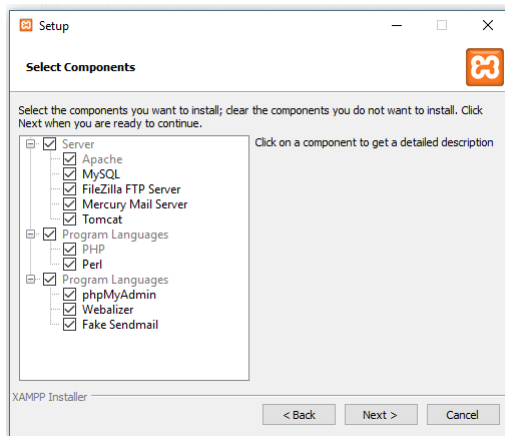 Setup
Select Components
Select the components you want to install; clear the components you do not want to install. Click
Next when you are ready to continue.
Server
Apache
MySQL
FileZilla FTP Server
Mercury Mail Server
Tomcat
Program Languages
PHP
Perl
Program Languages
phpMyAdmin
Webalizer
Fake Sendmail
Click on a component to get a detailed description
XAMPP Installer
< Back
Next >
Cancel